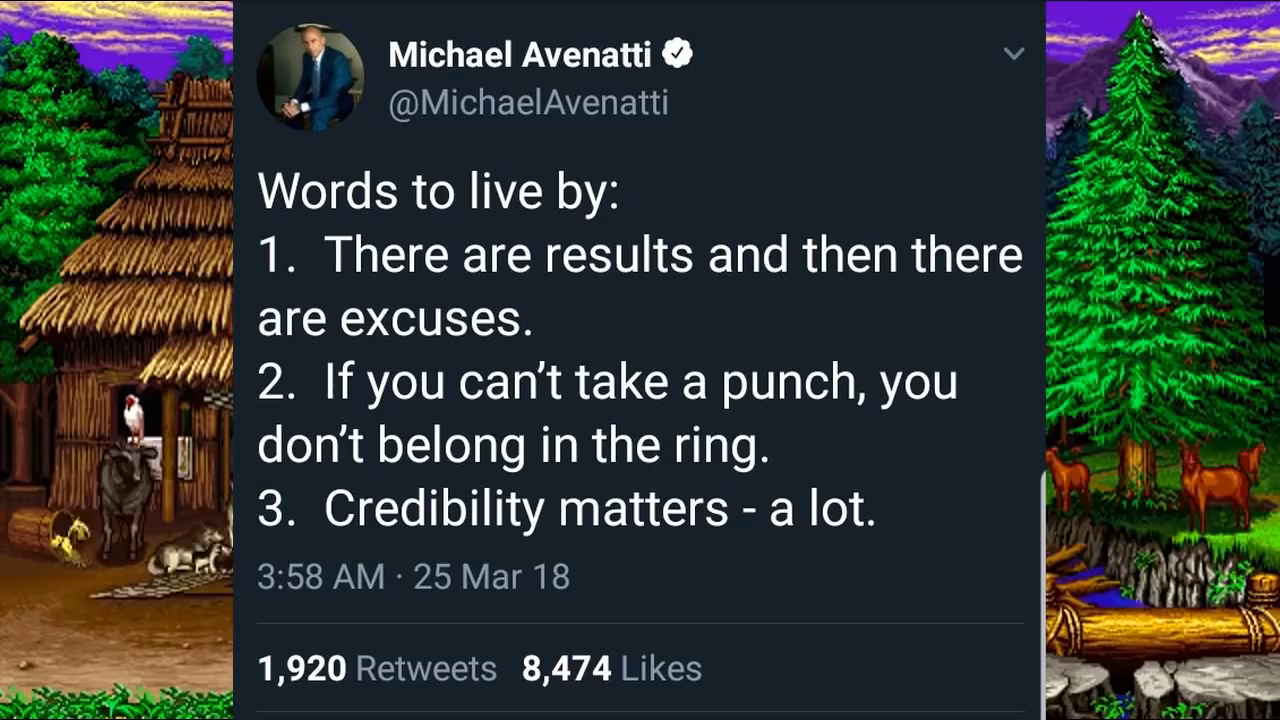 Michael Avenatti
@MichaelAvenatti
Words to live by:
1. There are results and then there
are excuses.
2. If you can’t take a punch, you
don’t belong in the ring.
3. Credibility matters - a lot.
3:58 AM · 25 Mar 18
1,920 Retweets 8,474 Likes